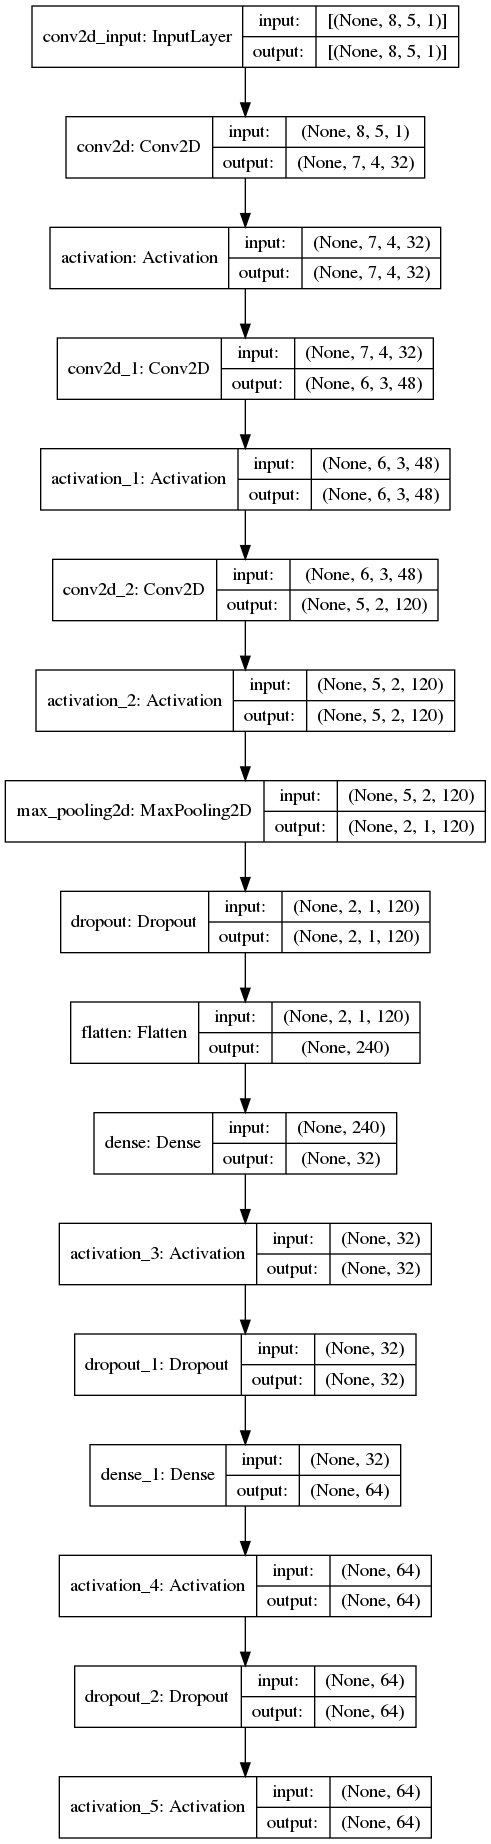 conv2d_input: InputLayer
input: [(None, 8, 5, 1)]
output: [(None, 8, 5, 1)]
conv2d: Conv2D
input: (None, 8, 5, 1)
output: (None, 7, 4, 32)
activation: Activation
input: (None, 7, 4, 32)
output: (None, 7, 4, 32)
conv2d_1: Conv2D
input: (None, 7, 4, 32)
output: (None, 6, 3, 48)
activation_1: Activation
input: (None, 6, 3, 48)
output: (None, 6, 3, 48)
conv2d_2: Conv2D
input: (None, 6, 3, 48)
output: (None, 5, 2, 120)
activation_2: Activation
input: (None, 5, 2, 120)
output: (None, 5, 2, 120)
max_pooling2d: MaxPooling2D
input: (None, 5, 2, 120)
output: (None, 2, 1, 120)
dropout: Dropout
input: (None, 2, 1, 120)
output: (None, 2, 1, 120)
flatten: Flatten
input: (None, 2, 1, 120)
output: (None, 240)
dense: Dense
input: (None, 240)
output: (None, 32)
activation_3: Activation
input: (None, 32)
output: (None, 32)
dropout_1: Dropout
input: (None, 32)
output: (None, 32)
dense_1: Dense
input: (None, 32)
output: (None, 64)
activation_4: Activation
input: (None, 64)
output: (None, 64)
dropout_2: Dropout
input: (None, 64)
output: (None, 64)
activation_5: Activation
input: (None, 64)
output: (None, 64)